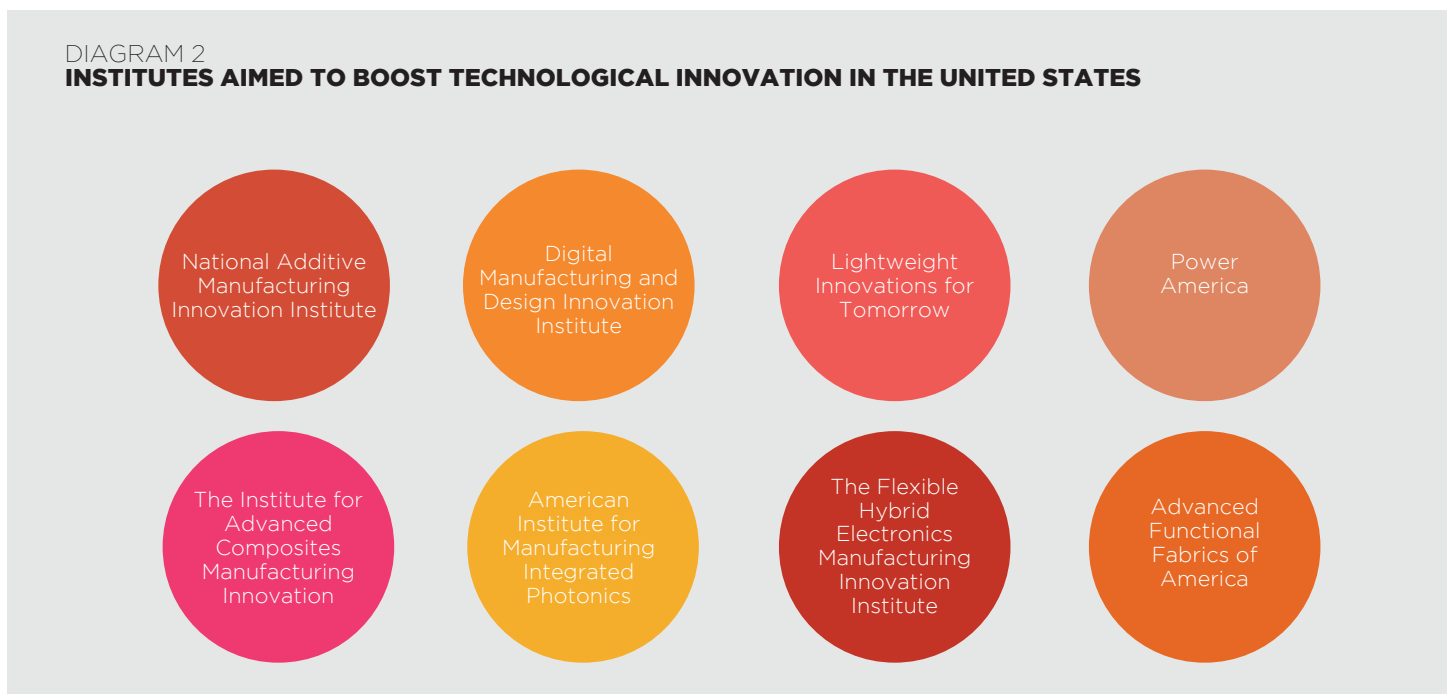 DIAGRAM 2
INSTITUTES AIMED TO BOOST TECHNOLOGICAL INNOVATION IN THE UNITED STATES
National Additive
Manufacturing
Innovation Institute
Digital
Manufacturing and
Design Innovation
Institute
Lightweight
Innovations for
Tomorrow
Power
America
The Institute for
Advanced
Composites
Manufacturing
Innovation
American
Institute for
Manufacturing
Integrated
Photonics
The Flexible
Hybrid
Electronics
Manufacturing
Innovation
Institute
Advanced
Functional
Fabrics of
America